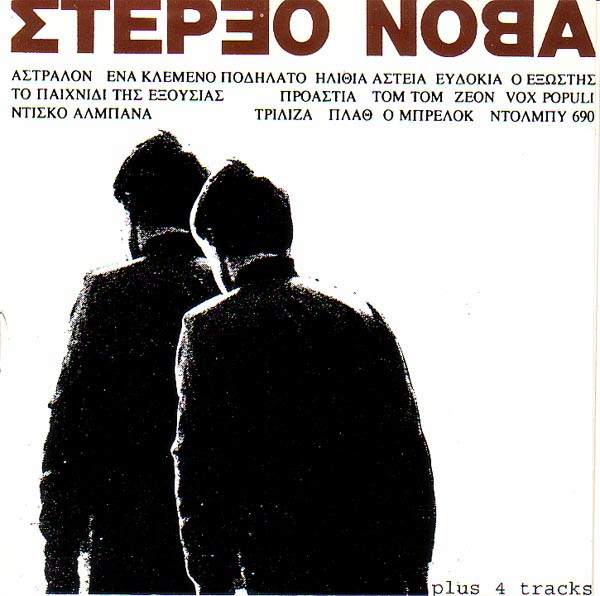 ΣΤΕΡΞΟ ΝΟΒΑ
ΑΣΤΡΑΛΟΝ ΕΝΑ ΚΛΕΜΕΝΟ ΠΟΔΗΛΑΤΟ ΗΛΙΘΙΑ ΑΣΤΕΙΑ ΕΥΔΟΚΙΑ Ο ΕΞΩΣΤΗΣ
ΤΟ ΠΑΙΧΝΙΔΙ ΤΗΣ ΕΞΟΥΣΙΑΣ ΠΡΟΑΣΤΙΑ ΤΟΜ ΤΟΜ ΖΕΟΝ VOX POPULI
ΝΤΙΣΚΟ ΑΛΜΠΑΝΑ ΤΡΙΛΙΖΑ ΠΛΑΘ Ο ΜΠΡΕΛΟΚ ΝΤΟΛΜΠΥ 690
plus 4 tracks